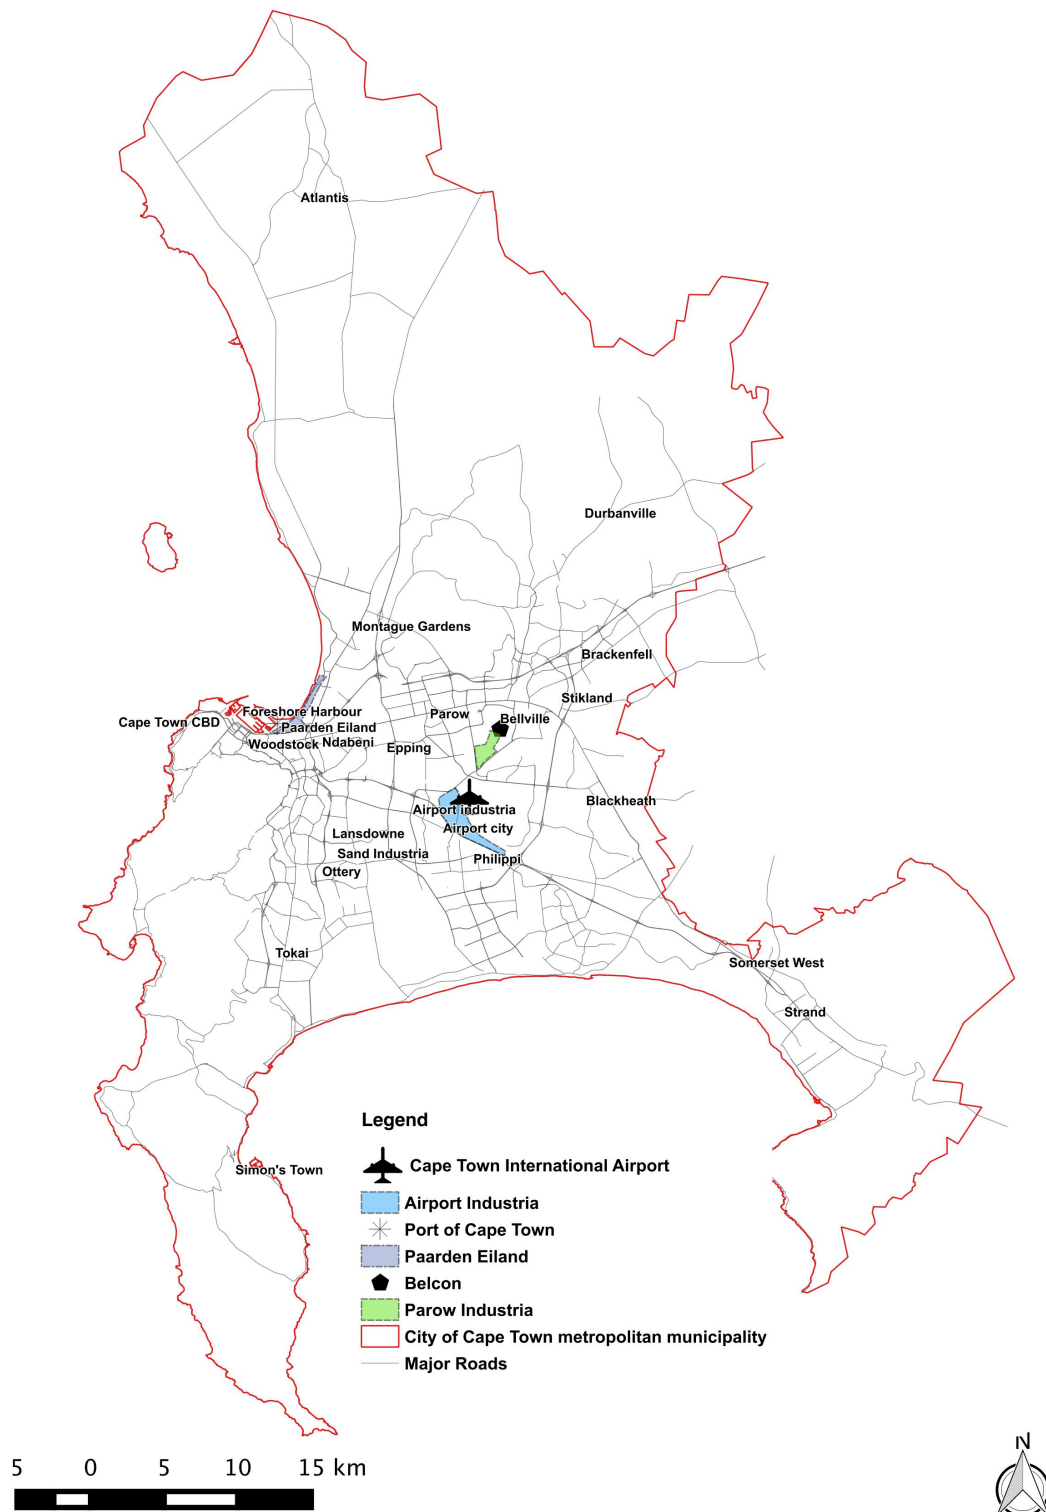 Atlantis
Durbanville
Montague Gardens
Brackenfell
Stikland
Foreshore Harbour
Parow
Bellville
Cape Town CBD
Paarden Eiland
Woodstock
Ndabeni
Epping
Blackheath
Airport industria
Airport city
Lansdowne
Sand Industria
Philippi
Ottery
Tokai
Somerset West
Strand
Simon's Town
Legend
Cape Town International Airport
Airport Industria
Port of Cape Town
Paarden Eiland
Belcon
Parow Industria
City of Cape Town metropolitan municipality
Major Roads
5 0 5 10 15 km
N